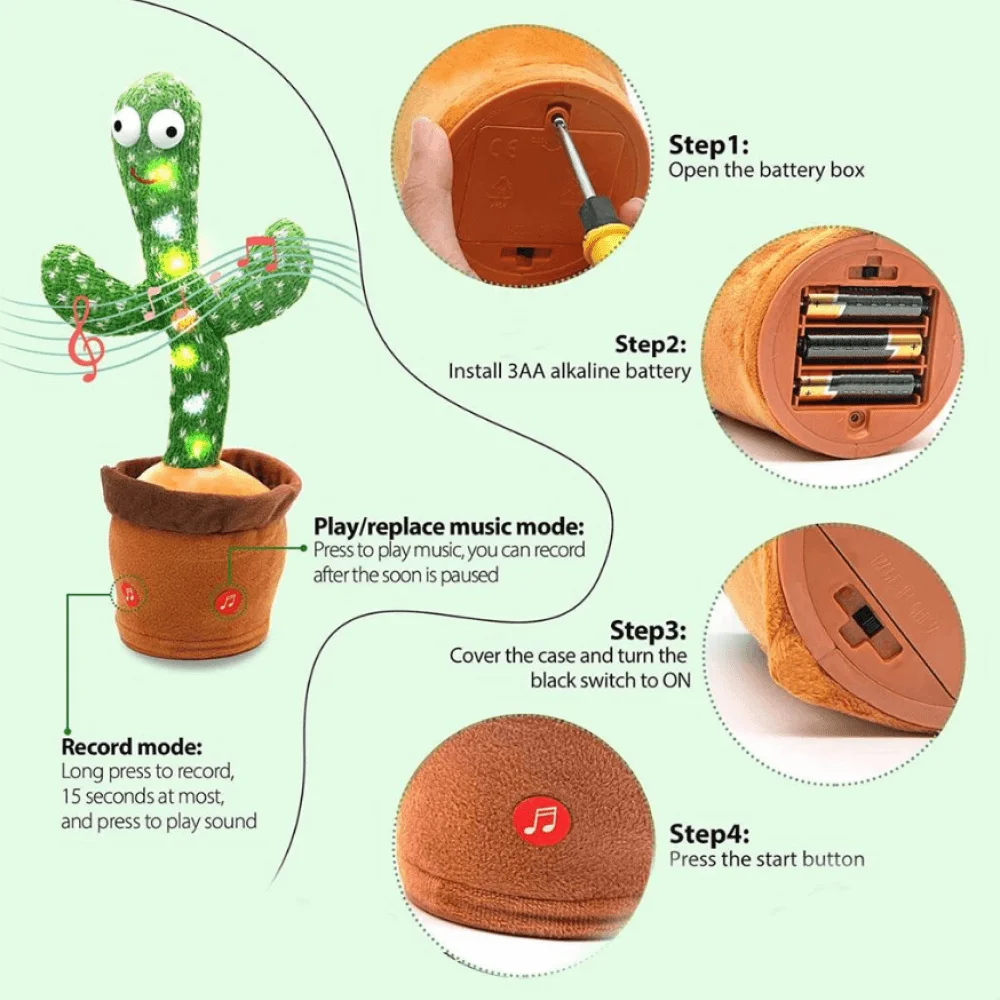 Step1:
Open the battery box
Step2:
Install 3AA alkaline battery
Play/replace music mode:
Press to play music, you can record
after the soon is paused
Step3:
Cover the case and turn the
black switch to ON
Record mode:
Long press to record,
15 seconds at most,
and press to play sound
Step4:
Press the start button
CE